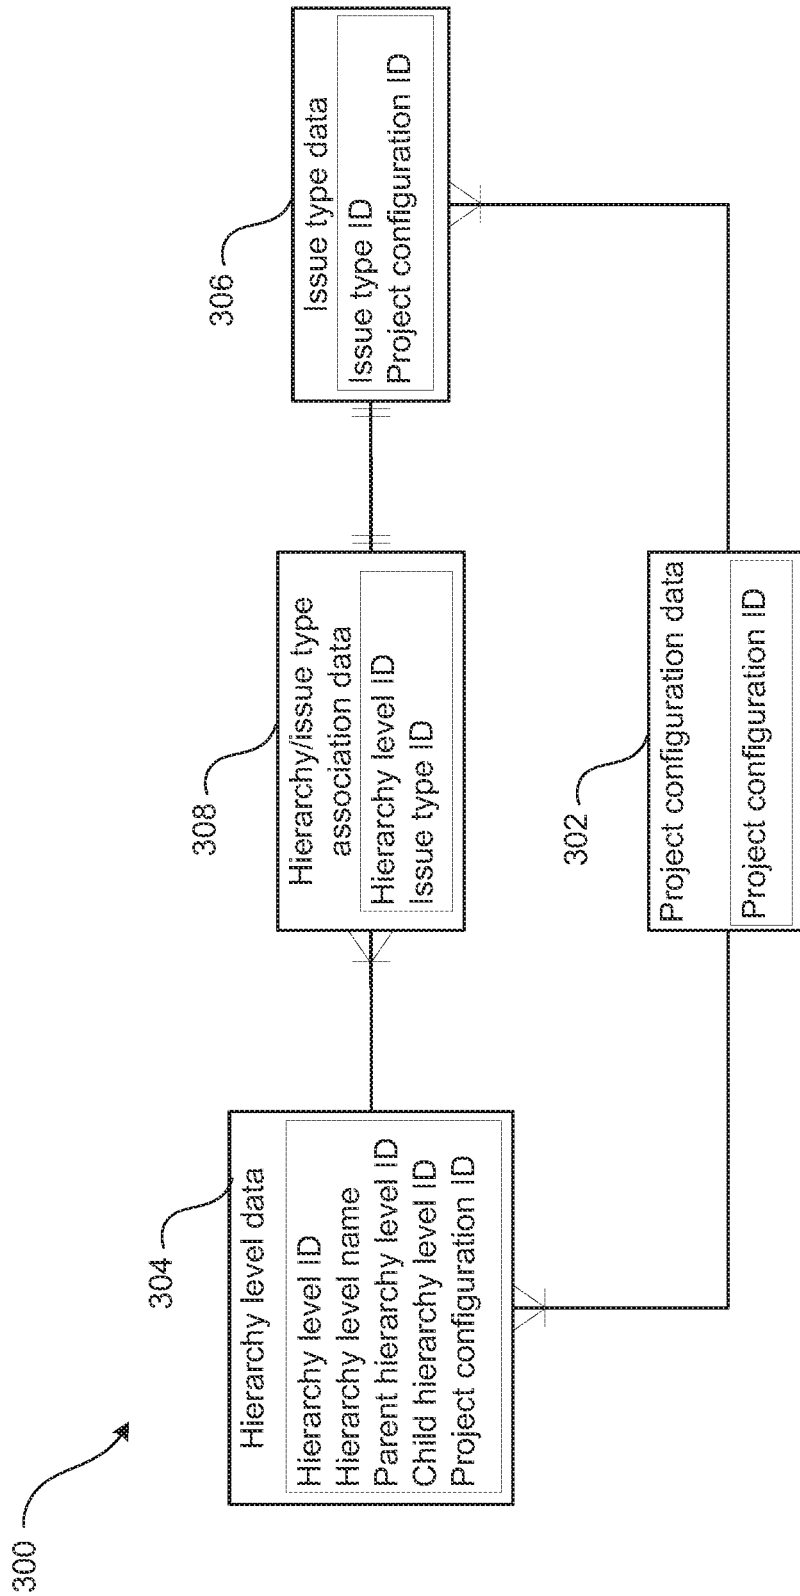 300
304
Hierarchy level data
Hierarchy level ID
Hierarchy level name
Parent hierarchy level ID
Child hierarchy level ID
Project configuration ID
308
Hierarchy/issue type
association data
Hierarchy level ID
Issue type ID
306
Issue type data
Issue type ID
Project configuration ID
302
Project configuration data
Project configuration ID